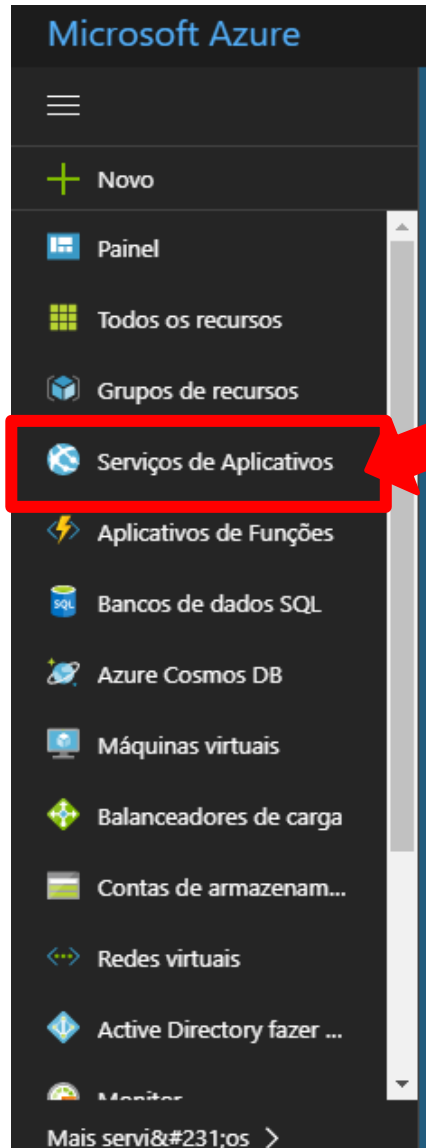 Microsoft Azure
Novo
Painel
Todos os recursos
Grupos de recursos
Serviços de Aplicativos
Aplicativos de Funções
Bancos de dados SQL
Azure Cosmos DB
Máquinas virtuais
Balanceadores de carga
Contas de armazenam...
Redes virtuais
Active Directory fazer ...
Monitor
Mais servi&#231;os >